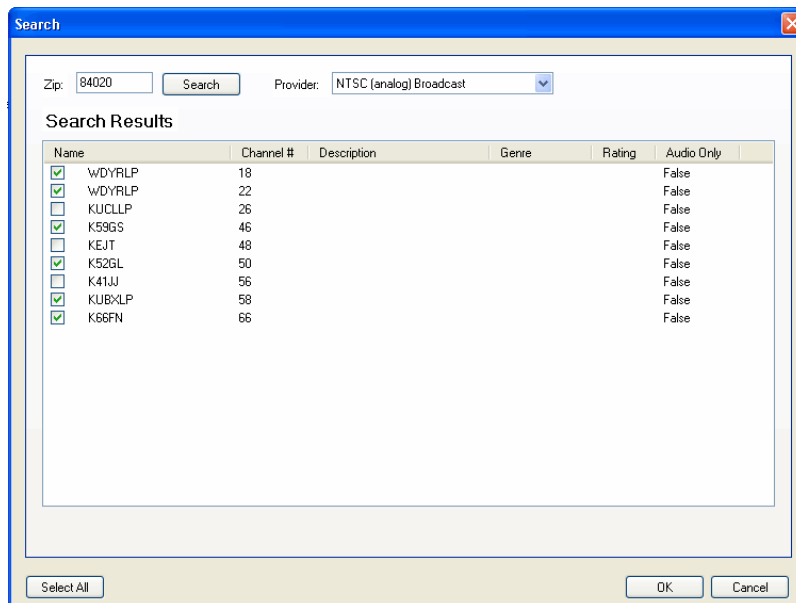 Search
Zip: 84020 Search Provider: NTSC (analog) Broadcast
Search Results
Name Channel # Description Genre Rating Audio Only
WDYRLP 18 False
WDYRLP 22 False
KUCLLP 26 False
K59GS 46 False
KEJT 48 False
K52GL 50 False
K41JJ 56 False
KUBXLP 58 False
K66FN 66 False
Select All OK Cancel